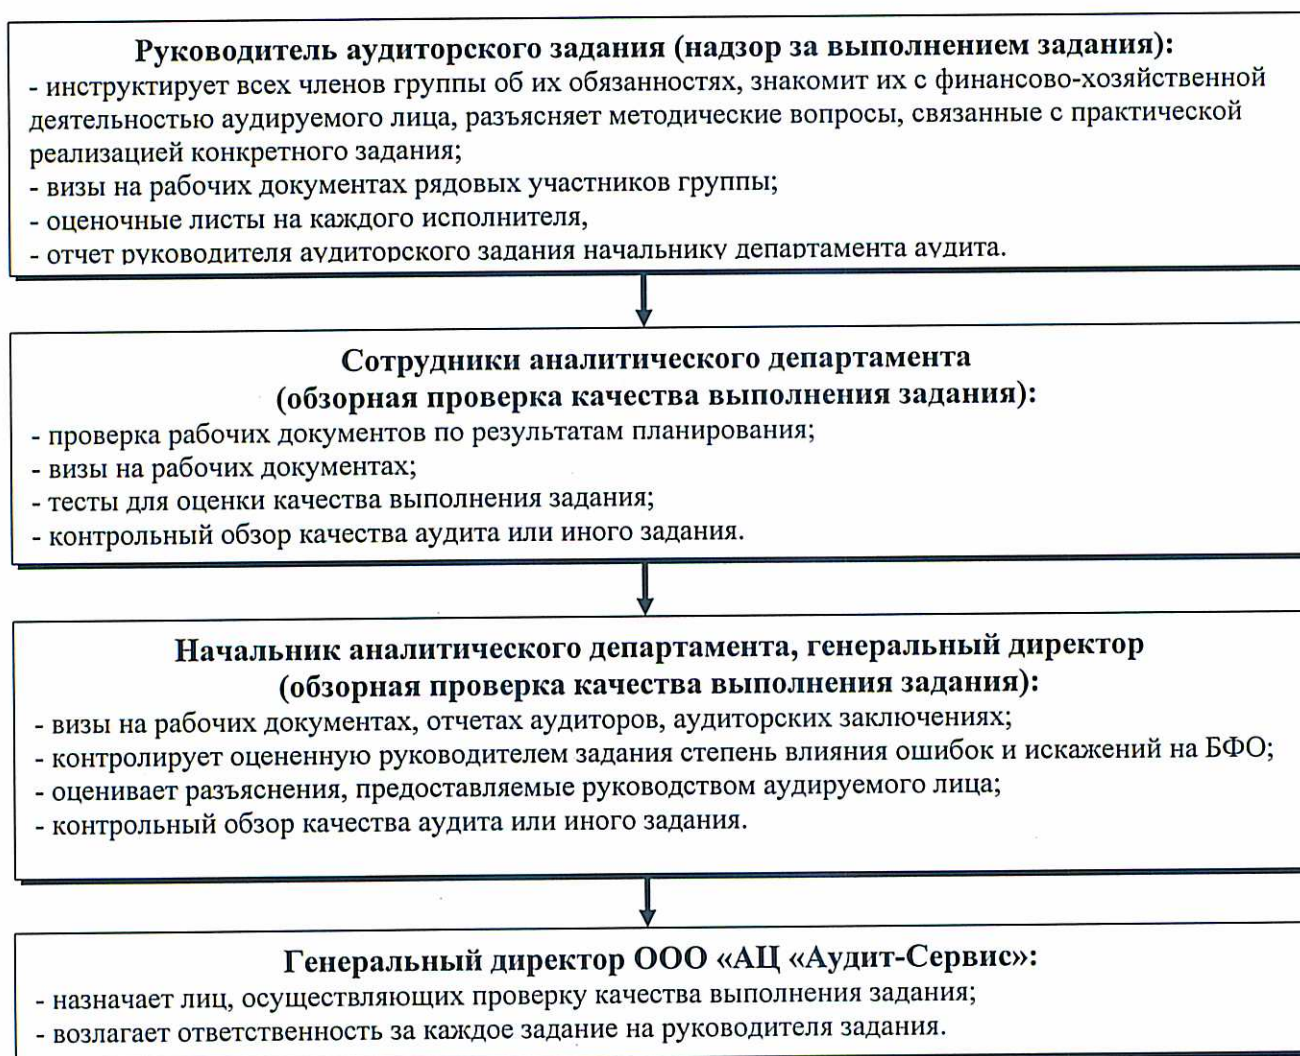 Руководитель аудиторского задания (надзор за выполнением задания):
- инструктирует всех членов группы об их обязанностях, знакомит их с финансово-хозяйственной
деятельностью аудируемого лица, разъясняет методические вопросы, связанные с практической
реализацией конкретного задания;
- визы на рабочих документах рядовых участников группы;
- оценочные листы на каждого исполнителя,
- отчет руководителя аудиторского задания начальнику департамента аудита.
Сотрудники аналитического департамента
(обзорная проверка качества выполнения задания):
- проверка рабочих документов по результатам планирования;
- визы на рабочих документах;
- тесты для оценки качества выполнения задания;
- контрольный обзор качества аудита или иного задания.
Начальник аналитического департамента, генеральный директор
(обзорная проверка качества выполнения задания):
- визы на рабочих документах, отчетах аудиторов, аудиторских заключениях;
- контролирует оцененную руководителем задания степень влияния ошибок и искажений на БФО;
- оценивает разъяснения, предоставляемые руководством аудируемого лица;
- контрольный обзор качества аудита или иного задания.
Генеральный директор ООО «АЦ «Аудит-Сервис»:
- назначает лиц, осуществляющих проверку качества выполнения задания;
- возлагает ответственность за каждое задание на руководителя задания.